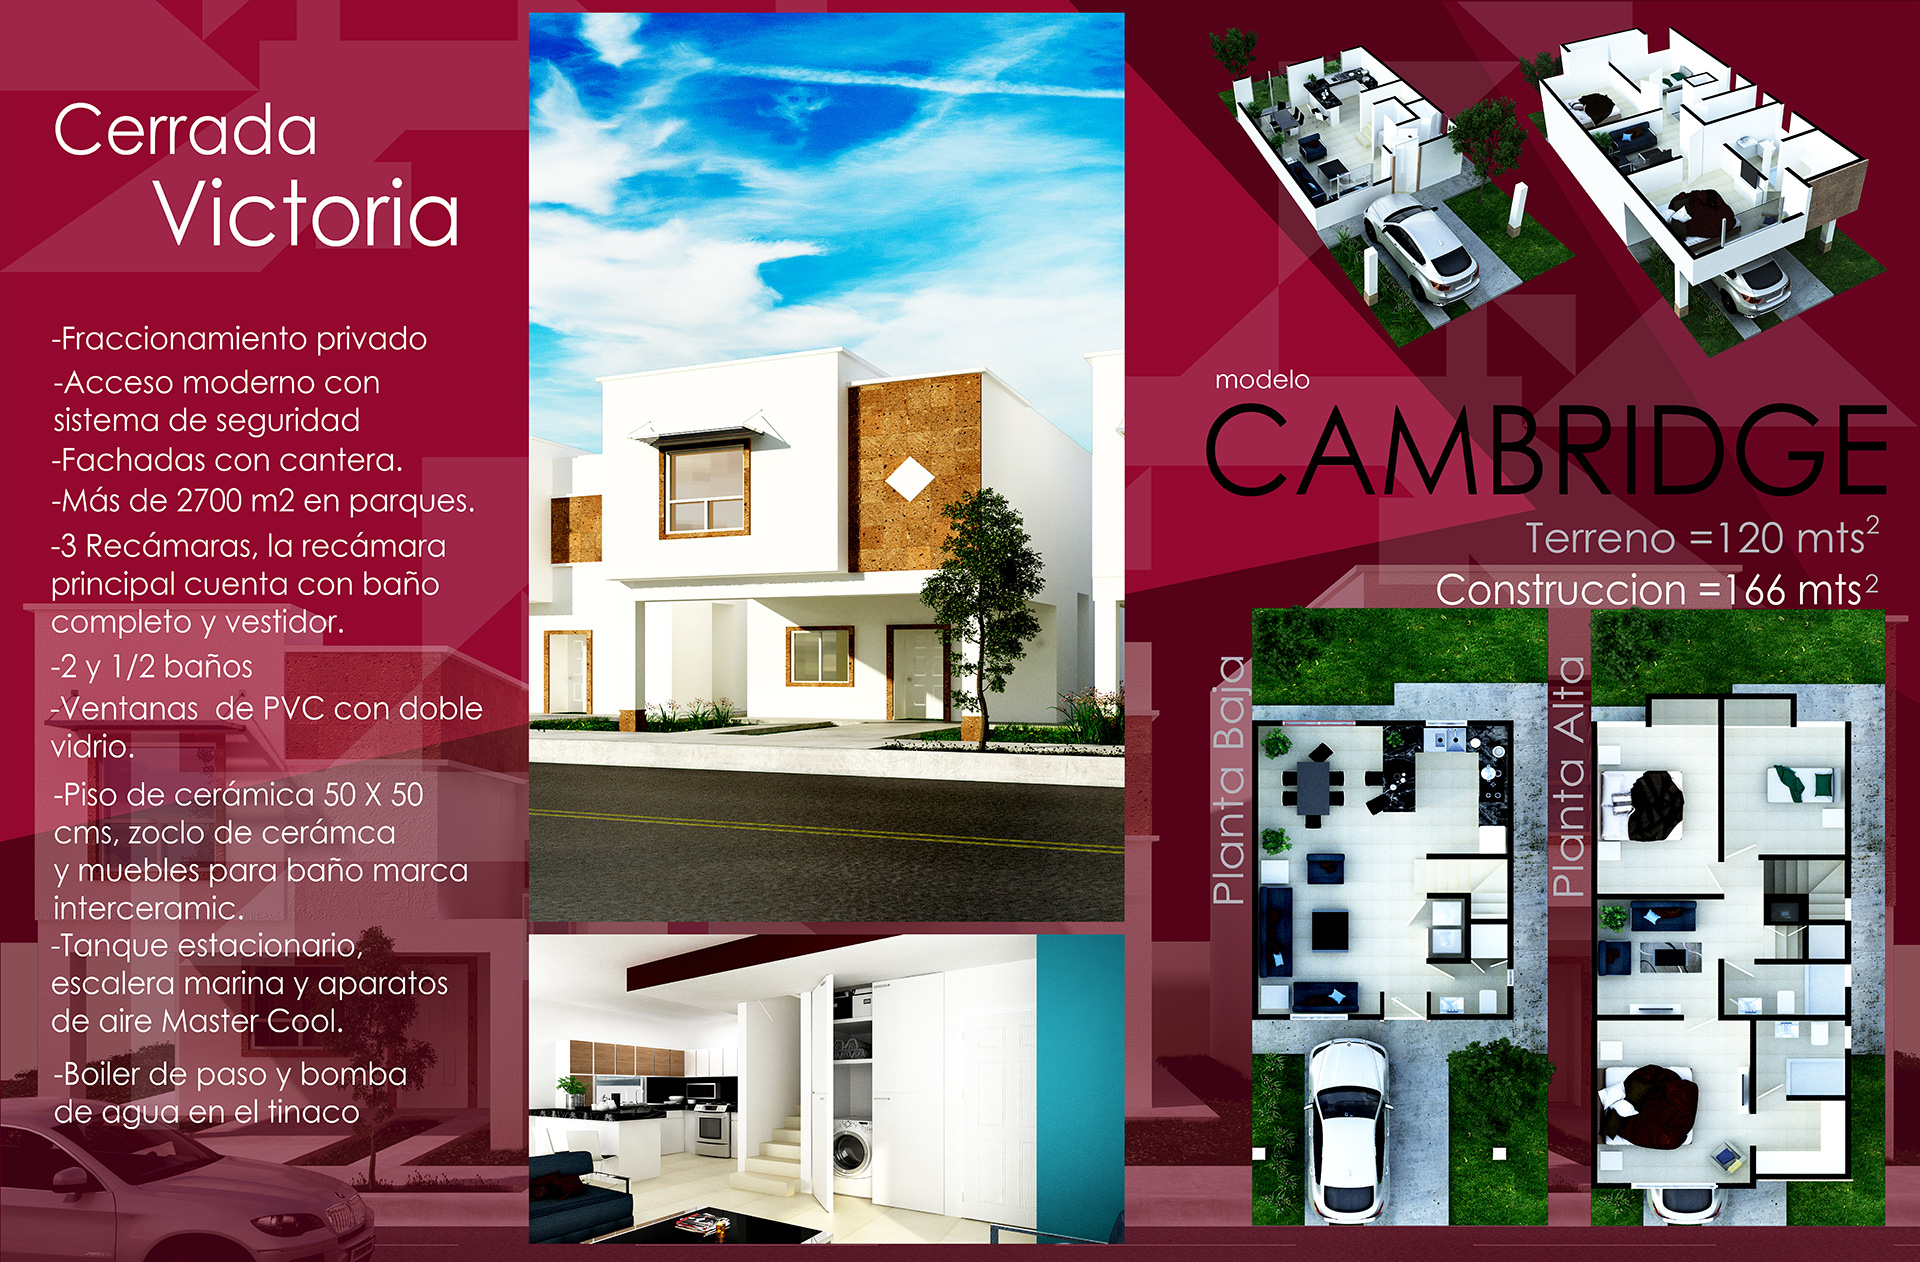 Cerrada
Victoria
-Fraccionamiento privado
-Acceso moderno con
sistema de seguridad
-Fachadas con cantera.
-Más de 2700 m2 en parques.
-3 Recámaras, la recámara
principal cuenta con baño
completo y vestidor.
-2 y 1/2 baños
-Ventanas de PVC con doble
vidrio.
-Piso de cerámica 50 X 50
cms, zoclo de cerámca
y muebles para baño marca
interceramic.
-Tanque estacionario,
escalera marina y aparatos
de aire Master Cool.
-Boiler de paso y bomba
de agua en el tinaco
modelo
CAMBRIDGE
Terreno =120 mts²
Construccion =166 mts²
Planta Baja
Planta Alta